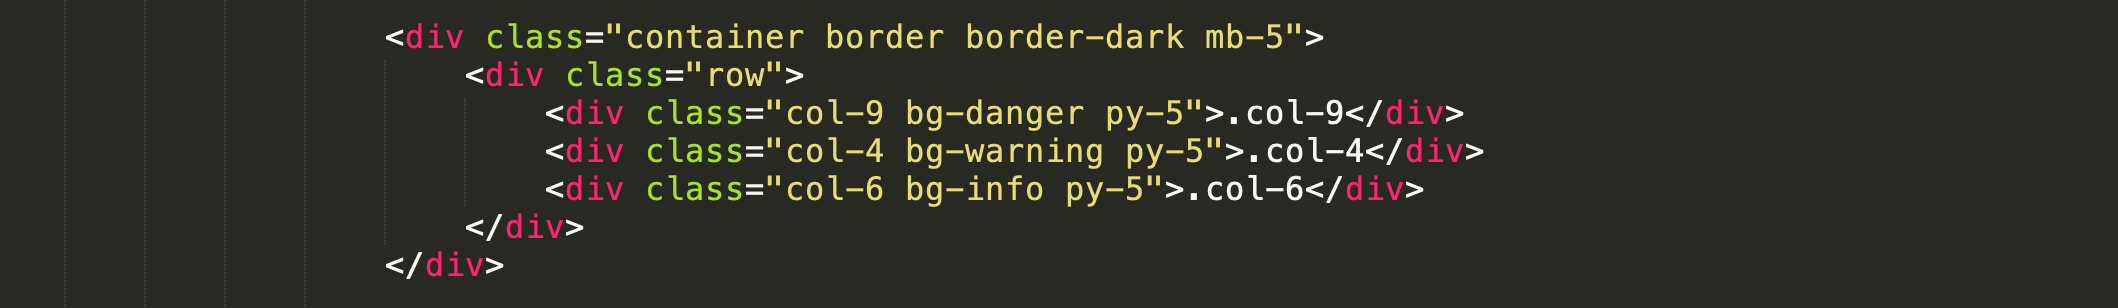 <div class="container border border-dark mb-5">
<div class="row">
<div class="col-9 bg-danger py-5">.col-9</div>
<div class="col-4 bg-warning py-5">.col-4</div>
<div class="col-6 bg-info py-5">.col-6</div>
</div>
</div>